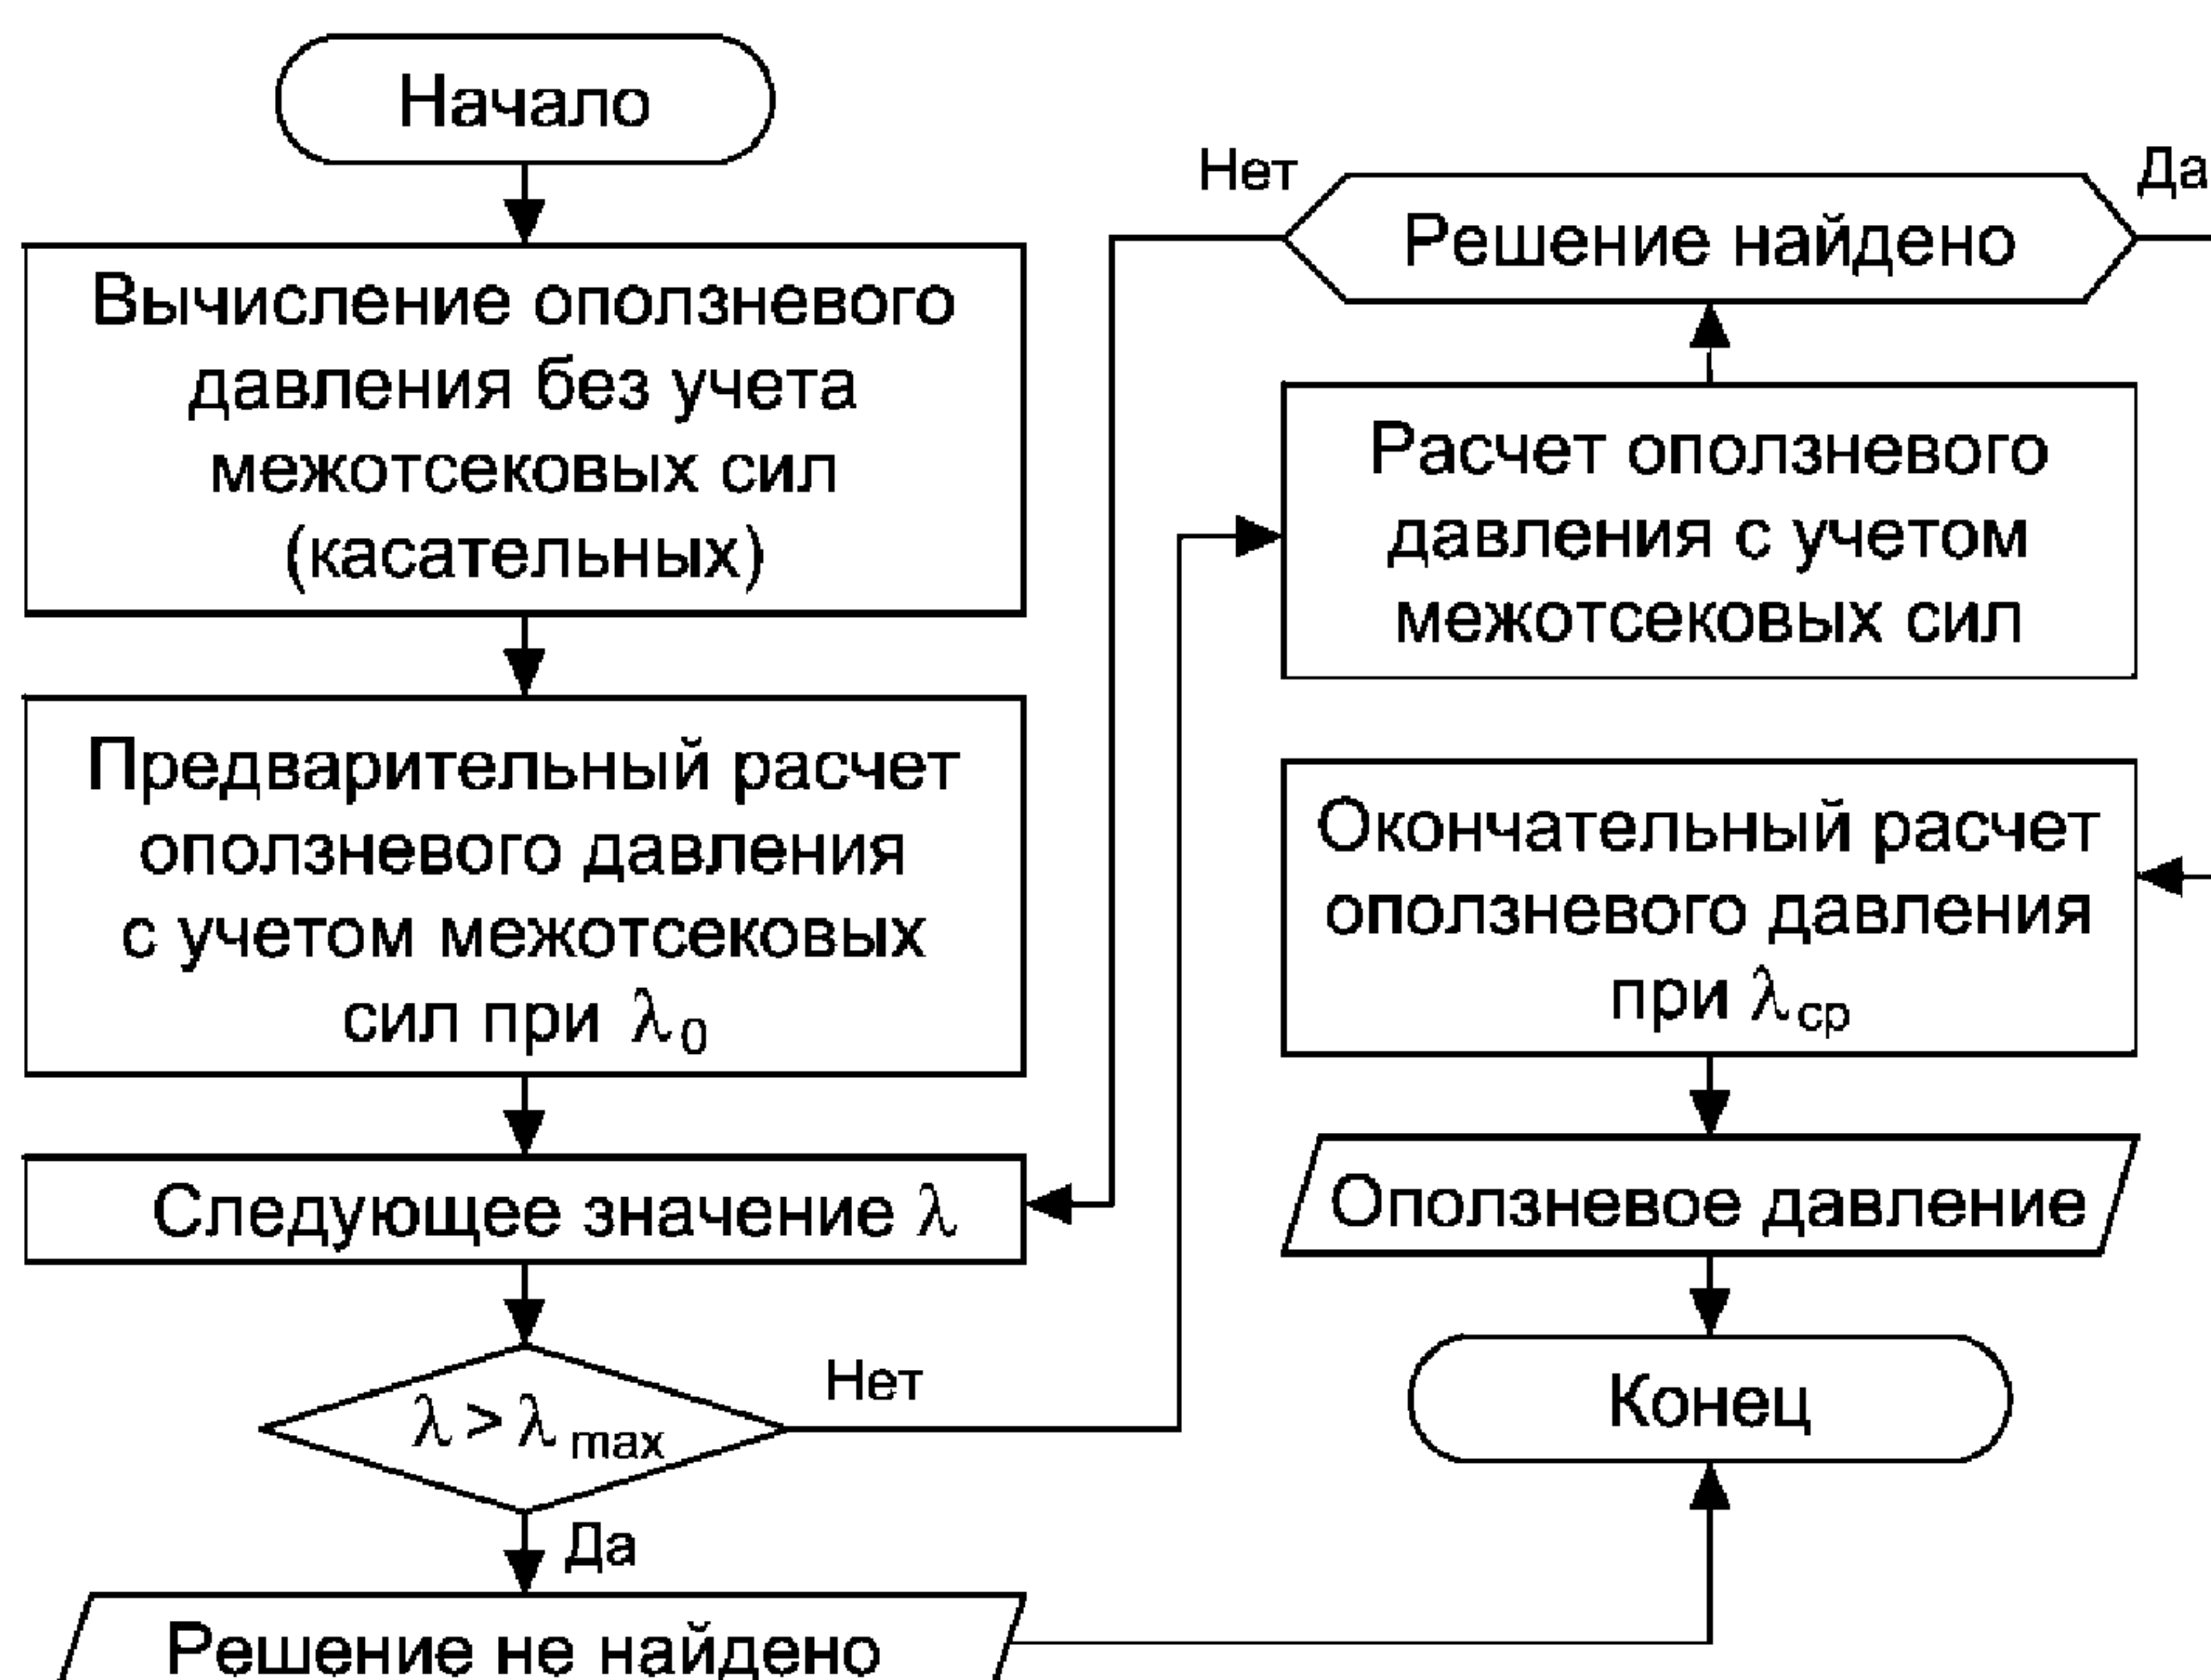 Начало
Вычисление оползневого
давления без учета
межотсековых сил
(касательных)
Предварительный расчет
оползневого давления
с учетом межотсековых
сил при λ₀
Следующее значение λ
λ > λ max
Нет
Да
Решение не найдено
Нет
Решение найдено
Да
Расчет оползневого
давления с учетом
межотсековых сил
Окончательный расчет
оползневого давления
при λср
Оползневое давление
Конец